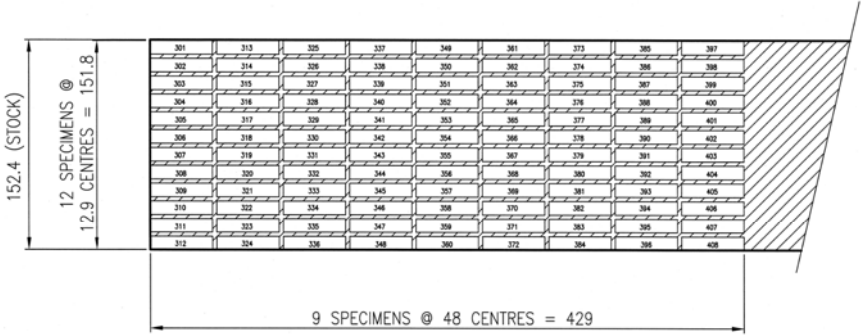 301 313 325 337 349 361 373 385 397
302 314 326 338 350 362 374 386 398
303 315 327 339 351 363 375 387 399
304 316 328 340 352 364 376 388 400
305 317 329 341 353 365 377 389 401
306 318 330 342 354 366 378 390 402
307 319 331 343 355 367 379 391 403
308 320 332 344 356 368 380 392 404
309 321 333 345 357 369 381 393 405
310 322 334 346 358 370 382 394 406
311 323 335 347 359 371 383 395 407
312 324 336 348 360 372 384 396 408
152.4 (STOCK)
12 SPECIMENS @
12.9 CENTRES = 151.8
9 SPECIMENS @ 48 CENTRES = 429